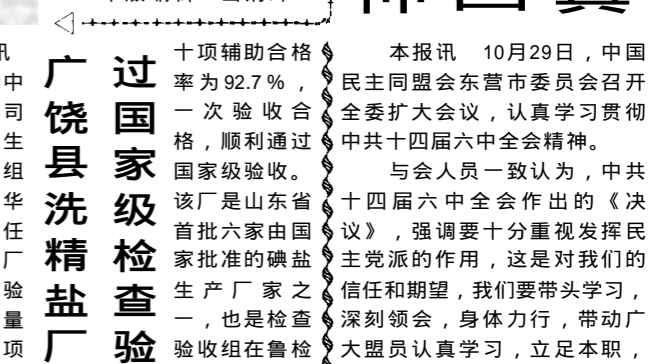 讯
中
司
生
组
华
任
厂
验
量
项
广饶县洗精盐厂
过国家级检查验
十项辅助合格
率为92.7%，
一次验收合
格，顺利通过
国家级验收。
该厂是山东省
首批六家由国
家批准的碘盐
生产厂家之
一，也是检查
验收组在鲁检
本报讯 10月29日，中国
民主同盟会东营市委员会召开
全委扩大会议，认真学习贯彻
中共十四届六中全会精神。
与会人员一致认为，中共
十四届六中全会作出的《决
议》，强调要十分重视发挥民
主党派的作用，这是对我们的
信任和期望，我们要带头学习，
深刻领会，身体力行，带动广
大盟员认真学习，立足本职，